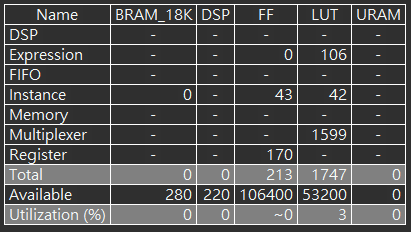 Name BRAM_18K DSP FF LUT URAM
DSP - - - - -
Expression - - 0 106 -
FIFO - - - - -
Instance 0 - 43 42 -
Memory - - - - -
Multiplexer - - - 1599 -
Register - - 170 - -
Total 0 0 213 1747 0
Available 280 220 106400 53200 0
Utilization (%) 0 0 ~0 3 0